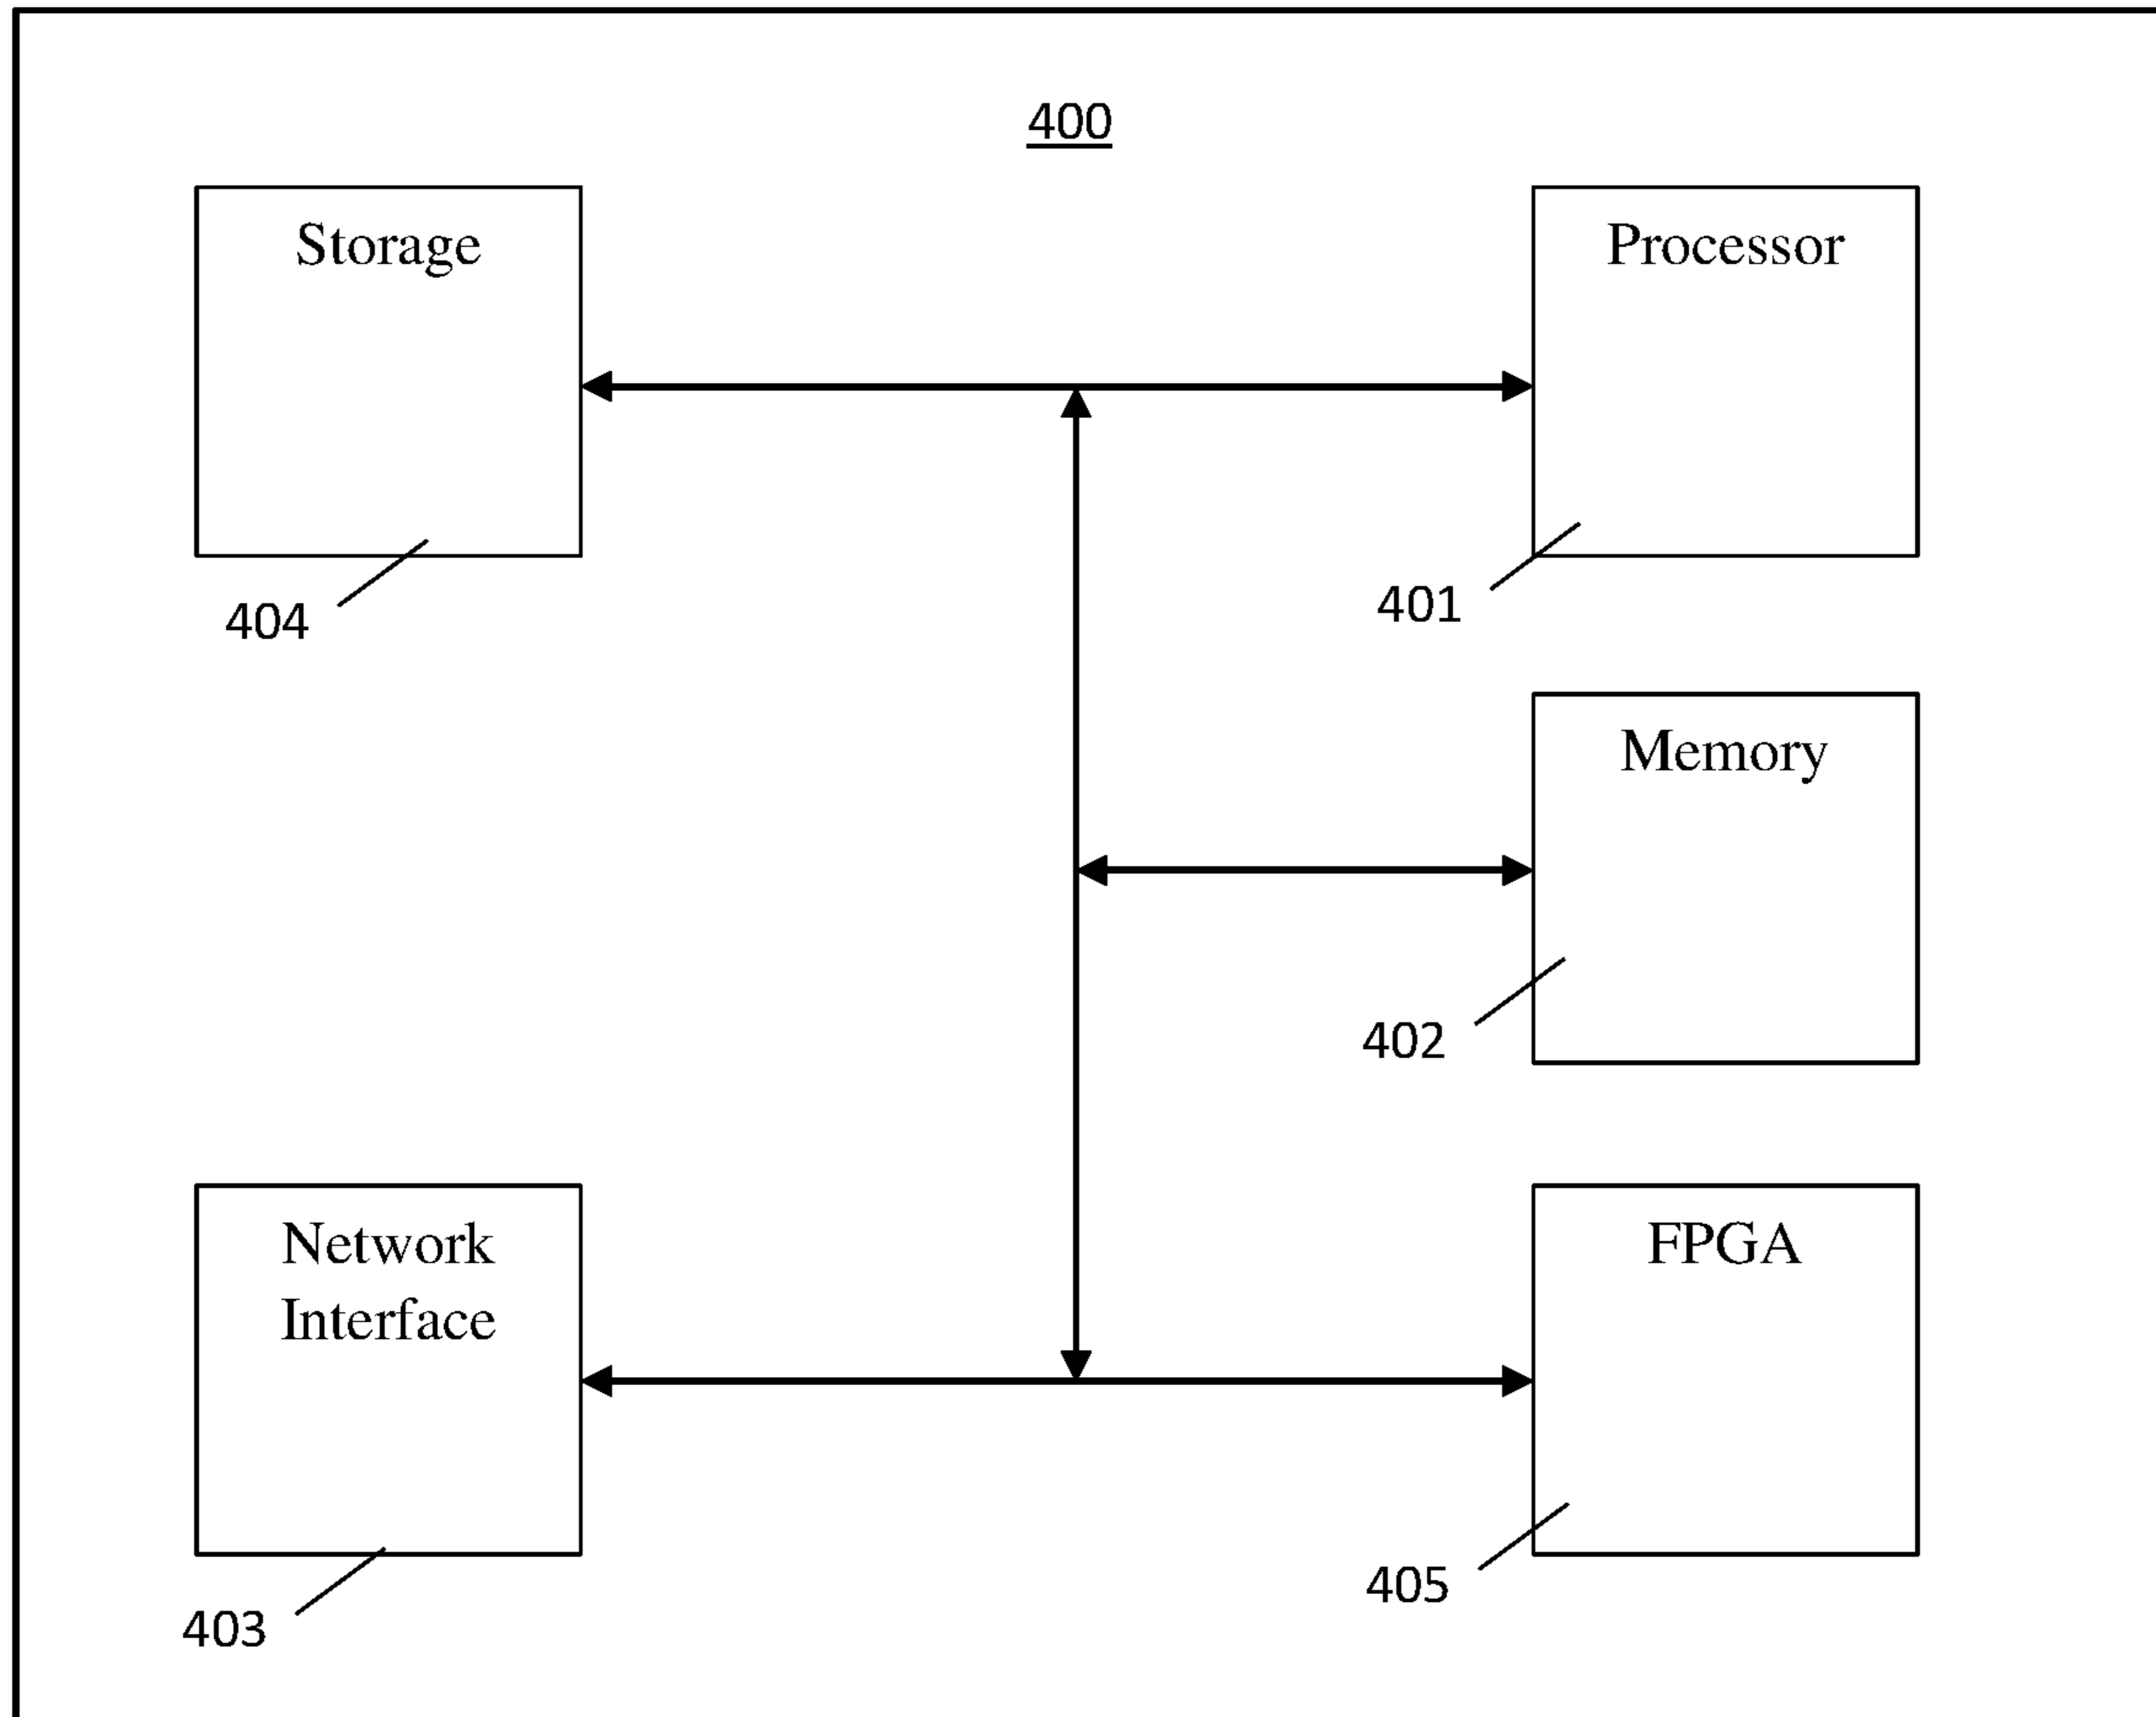 400
Storage
Processor
404
401
Memory
402
Network
Interface
FPGA
405
403